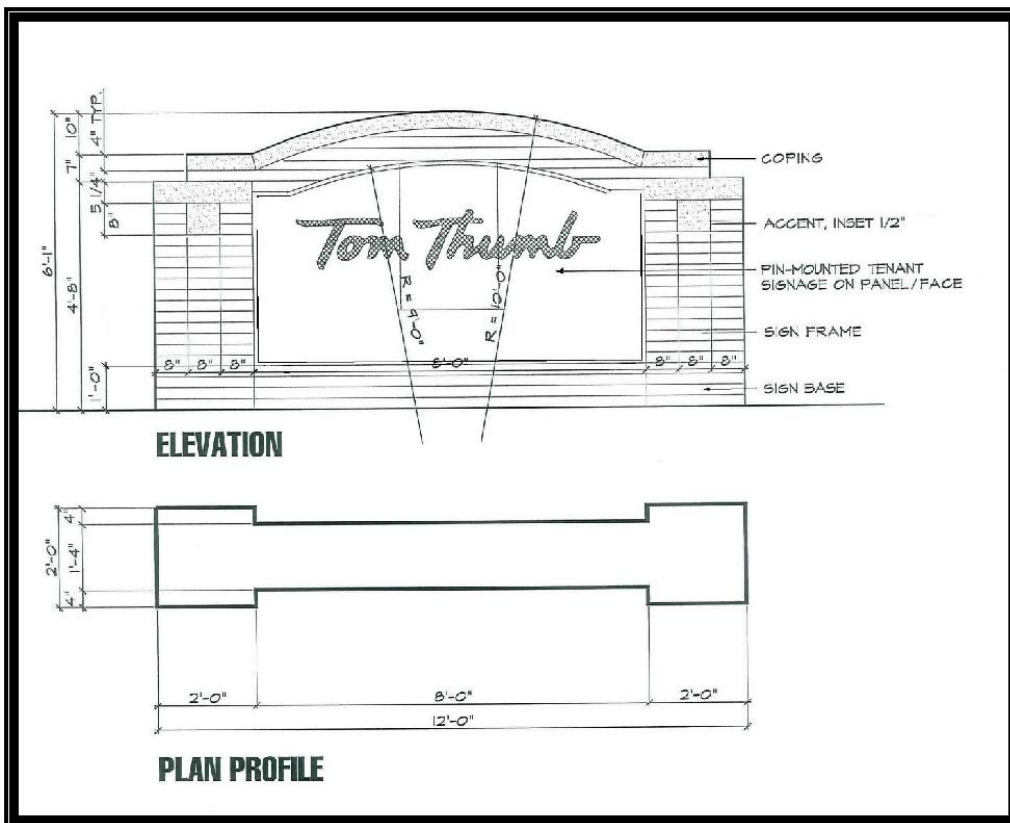 10"
4" TYP.
7"
5 1/4"
8"
6'-1"
4'-8"
1'-0"
COPING
ACCENT, INSET 1/2"
PIN-MOUNTED TENANT
SIGNAGE ON PANEL/FACE
SIGN FRAME
SIGN BASE
Tom Thumb
R = 9'-0"
R = 10'-0"
8" 8" 8" 8'-0" 8" 8" 8"
ELEVATION
4"
2'-0" 1'-4"
4"
2'-0" 8'-0" 2'-0"
12'-0"
PLAN PROFILE